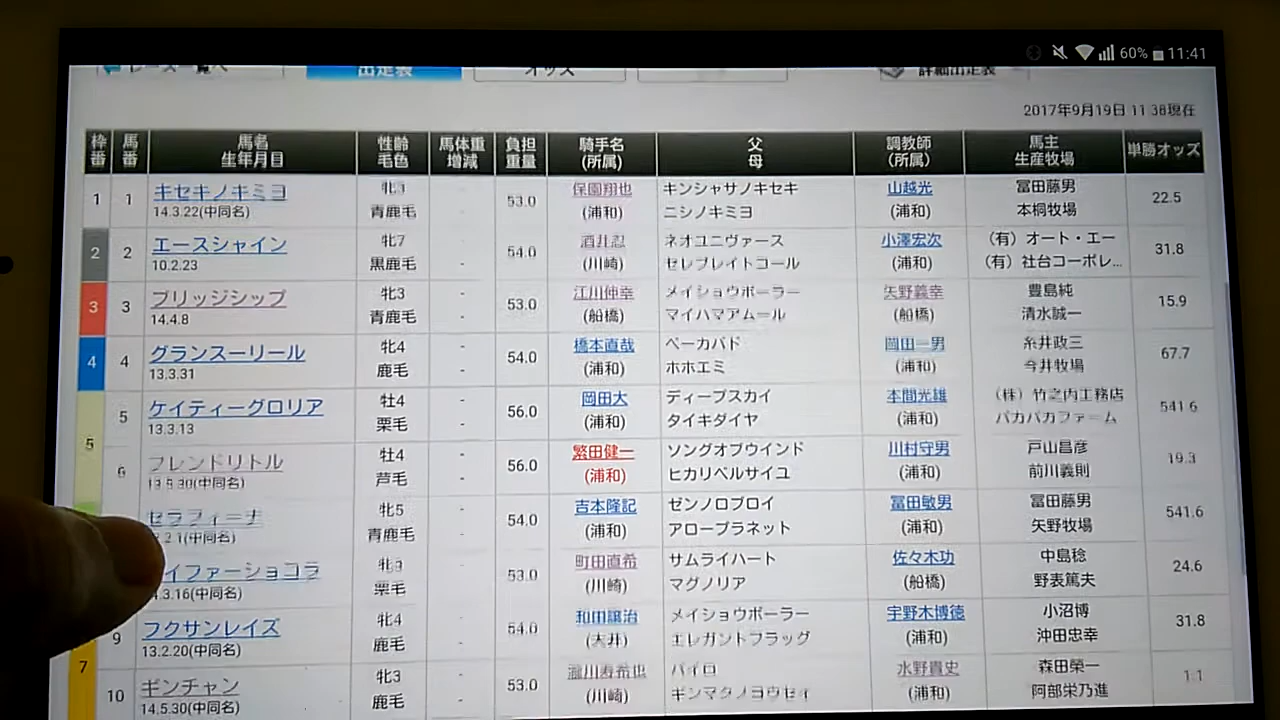 60% 11:41
レース一覧へ 出走表 オッズ 詳細出走表
2017年9月19日 11:38現在
枠番 馬番 馬名 生年月日 性齢 毛色 馬体重 増減 負担重量 騎手名 (所属) 父 母 調教師 (所属) 馬主 生産牧場 単勝オッズ
1 1 キセキノキミヨ 牝3 - 53.0 保園翔也 キンシャサノキセキ 山越光 冨田藤男 22.5
14.3.22(中同名) 青鹿毛 - (浦和) ニシノキミヨ (浦和) 本桐牧場
2 2 エースシャイン 牝7 - 54.0 酒井忍 ネオユニヴァース 小澤宏次 (有) オート・エー 31.8
10.2.23 黒鹿毛 - (川崎) セレブレイトコール (浦和) (有) 社台コーポレ...
3 3 ブリッジシップ 牝3 - 53.0 江川伸幸 メイショウボーラー 矢野義幸 豊島純 15.9
14.4.8 青鹿毛 - (船橋) マイハマアムール (船橋) 清水誠一
4 4 グランスーリール 牝4 - 54.0 橋本直哉 ベーカバド 岡田一男 糸井政三 67.7
13.3.31 鹿毛 - (浦和) ホホエミ (浦和) 今井牧場
5 5 ケイティーグロリア 牡4 - 56.0 岡田大 ディープスカイ 本間光雄 (株) 竹之内工務店 541.6
13.3.13 栗毛 - (浦和) タイキダイヤ (浦和) パカパカファーム
6 フレンドリトル 牡4 - 56.0 繁田健一 ソングオブウインド 川村守男 戸山昌彦 19.3
13.5.30(中同名) 芦毛 - (浦和) ヒカリベルサイユ (浦和) 前川義則
セラフィーナ 牝5 - 54.0 吉本隆記 ゼンノロブロイ 冨田敏男 冨田藤男 541.6
2.1(中同名) 青鹿毛 - (浦和) アロープラネット (浦和) 矢野牧場
イファーショコラ 牝3 - 53.0 町田直希 サムライハート 佐々木功 中島稔 24.6
.3.16(中同名) 栗毛 - (川崎) マグノリア (船橋) 野表篤夫
7 9 フクサンレイズ 牝4 - 54.0 和田譲治 メイショウボーラー 宇野木博徳 小沼博 31.8
13.2.20(中同名) 鹿毛 - (大井) エレガントフラッグ (浦和) 沖田忠幸
10 ギンチャン 牝3 - 53.0 瀧川寿希也 パイロ 水野貴史 森田榮一 1.1
14.5.30(中同名) 鹿毛 - (川崎) ギンマクノヨウセイ (浦和) 阿部栄乃進